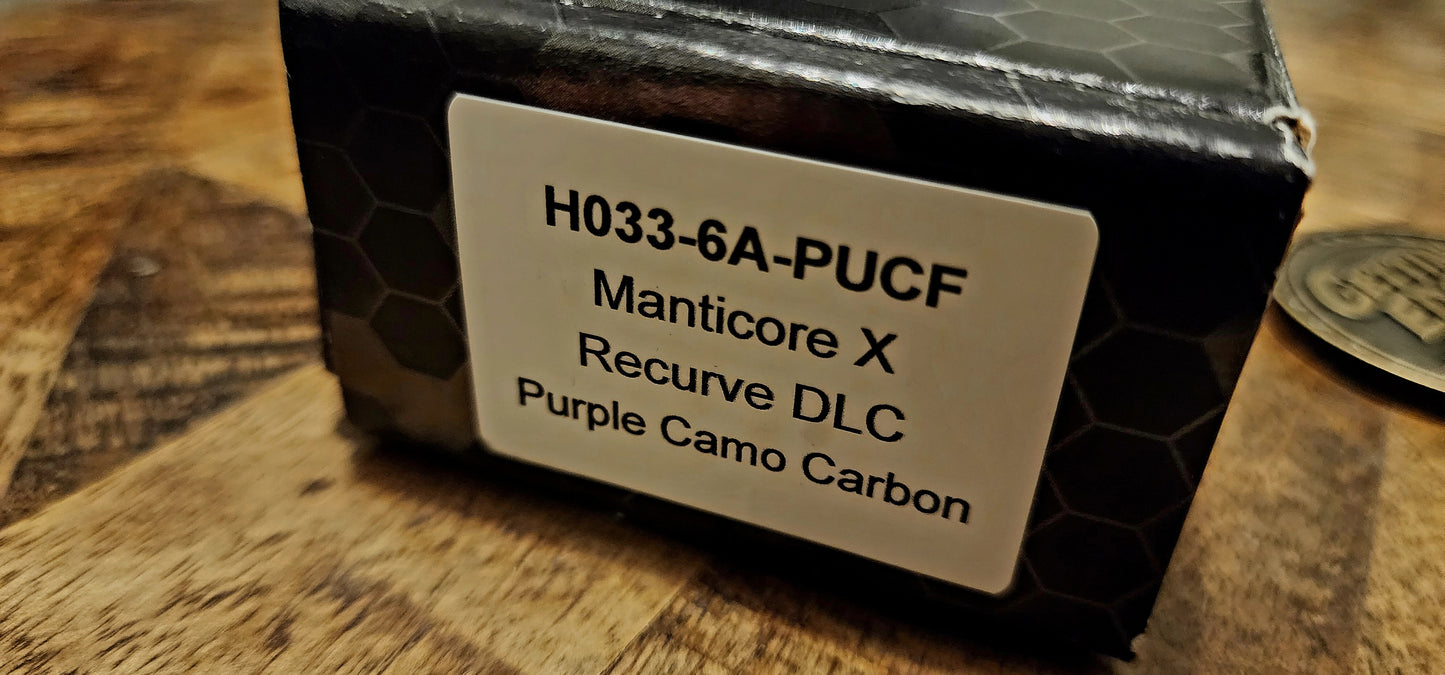 H033-6A-PUCF
Manticore X
Recurve DLC
Purple Camo Carbon